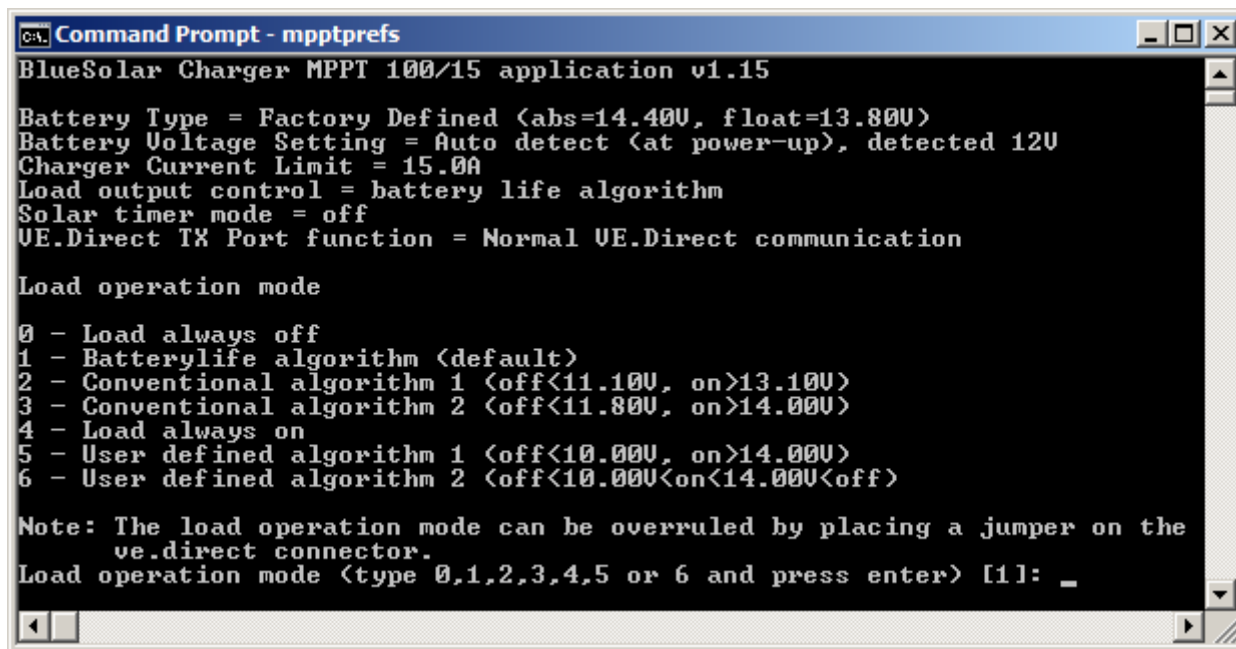 Command Prompt - mpptprefs
BlueSolar Charger MPPT 100/15 application v1.15
Battery Type = Factory Defined (abs=14.40V, float=13.80V)
Battery Voltage Setting = Auto detect (at power-up), detected 12V
Charger Current Limit = 15.0A
Load output control = battery life algorithm
Solar timer mode = off
VE.Direct TX Port function = Normal VE.Direct communication
Load operation mode
0 - Load always off
1 - Batterylife algorithm (default)
2 - Conventional algorithm 1 (off<11.10V, on>13.10V)
3 - Conventional algorithm 2 (off<11.80V, on>14.00V)
4 - Load always on
5 - User defined algorithm 1 (off<10.00V, on>14.00V)
6 - User defined algorithm 2 (off<10.00V<on<14.00V<off)
Note: The load operation mode can be overruled by placing a jumper on the
ve.direct connector.
Load operation mode (type 0,1,2,3,4,5 or 6 and press enter) [1]: _